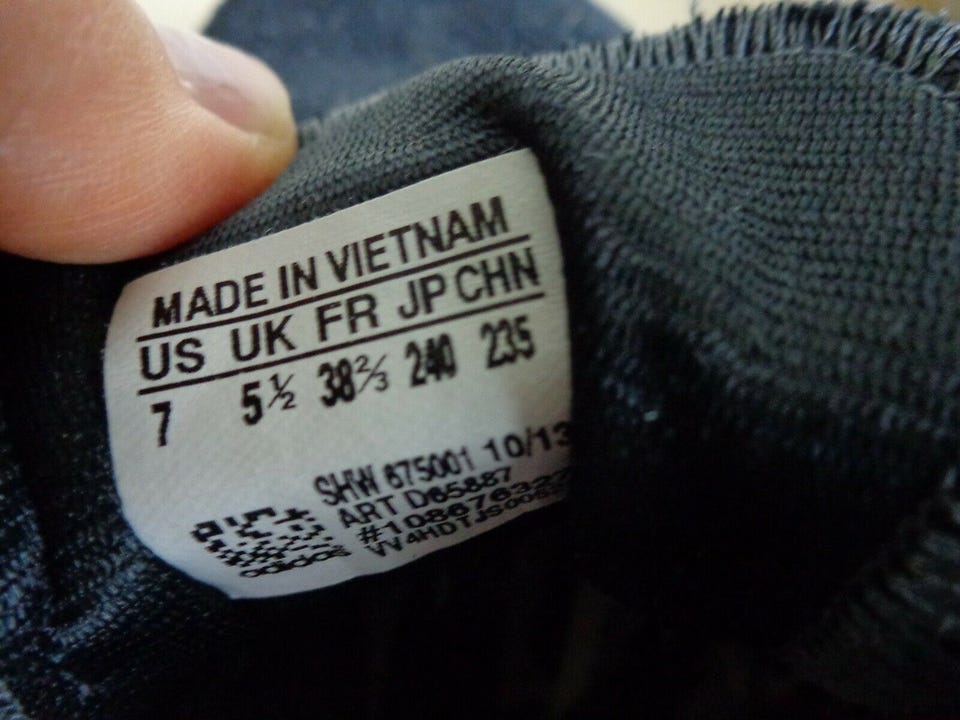 MADE IN VIETNAM
US UK FR JP CHN
7 5½ 38⅔ 240 235
SHW 675001 10/13
ART D65887
adidas